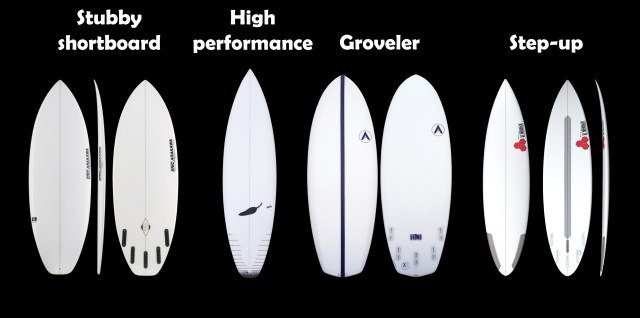 Stubby
shortboard
High
performance
Groveler
Step-up